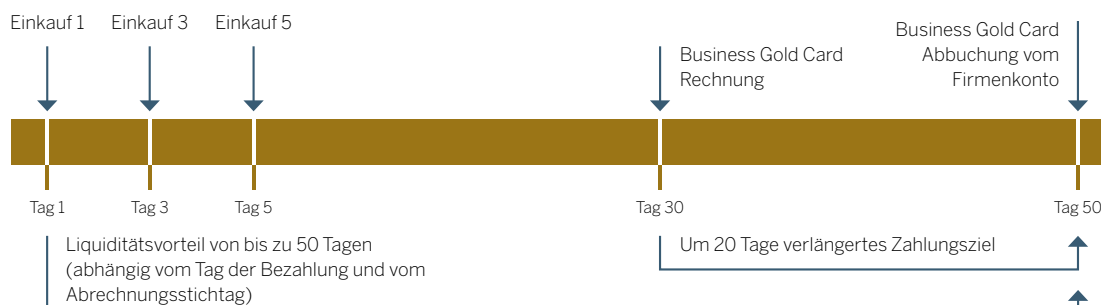 Einkauf 1 Einkauf 3 Einkauf 5
Business Gold Card
Abbuchung vom
Firmenkonto
Business Gold Card
Rechnung
Tag 1 Tag 3 Tag 5 Tag 30 Tag 50
Liquiditätsvorteil von bis zu 50 Tagen
(abhängig vom Tag der Bezahlung und vom
Abrechnungsstichtag)
Um 20 Tage verlängertes Zahlungsziel